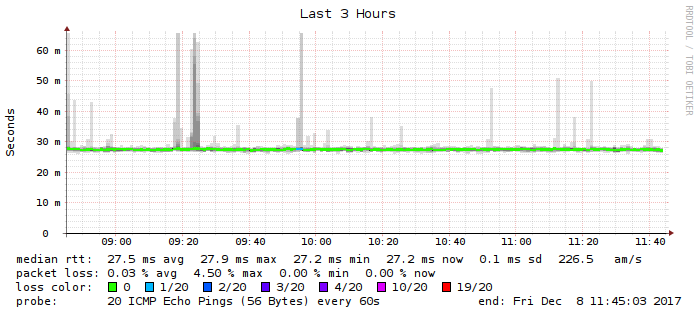 Last 3 Hours
RRDTOOL / TOBI OETIKER
Seconds
60 m
50 m
40 m
30 m
20 m
10 m
0
09:00 09:20 09:40 10:00 10:20 10:40 11:00 11:20 11:40
median rtt: 27.5 ms avg 27.9 ms max 27.2 ms min 27.2 ms now 0.1 ms sd 226.5 am/s
packet loss: 0.03 % avg 4.50 % max 0.00 % min 0.00 % now
loss color: 0 1/20 2/20 3/20 4/20 10/20 19/20
probe: 20 ICMP Echo Pings (56 Bytes) every 60s end: Fri Dec 8 11:45:03 2017